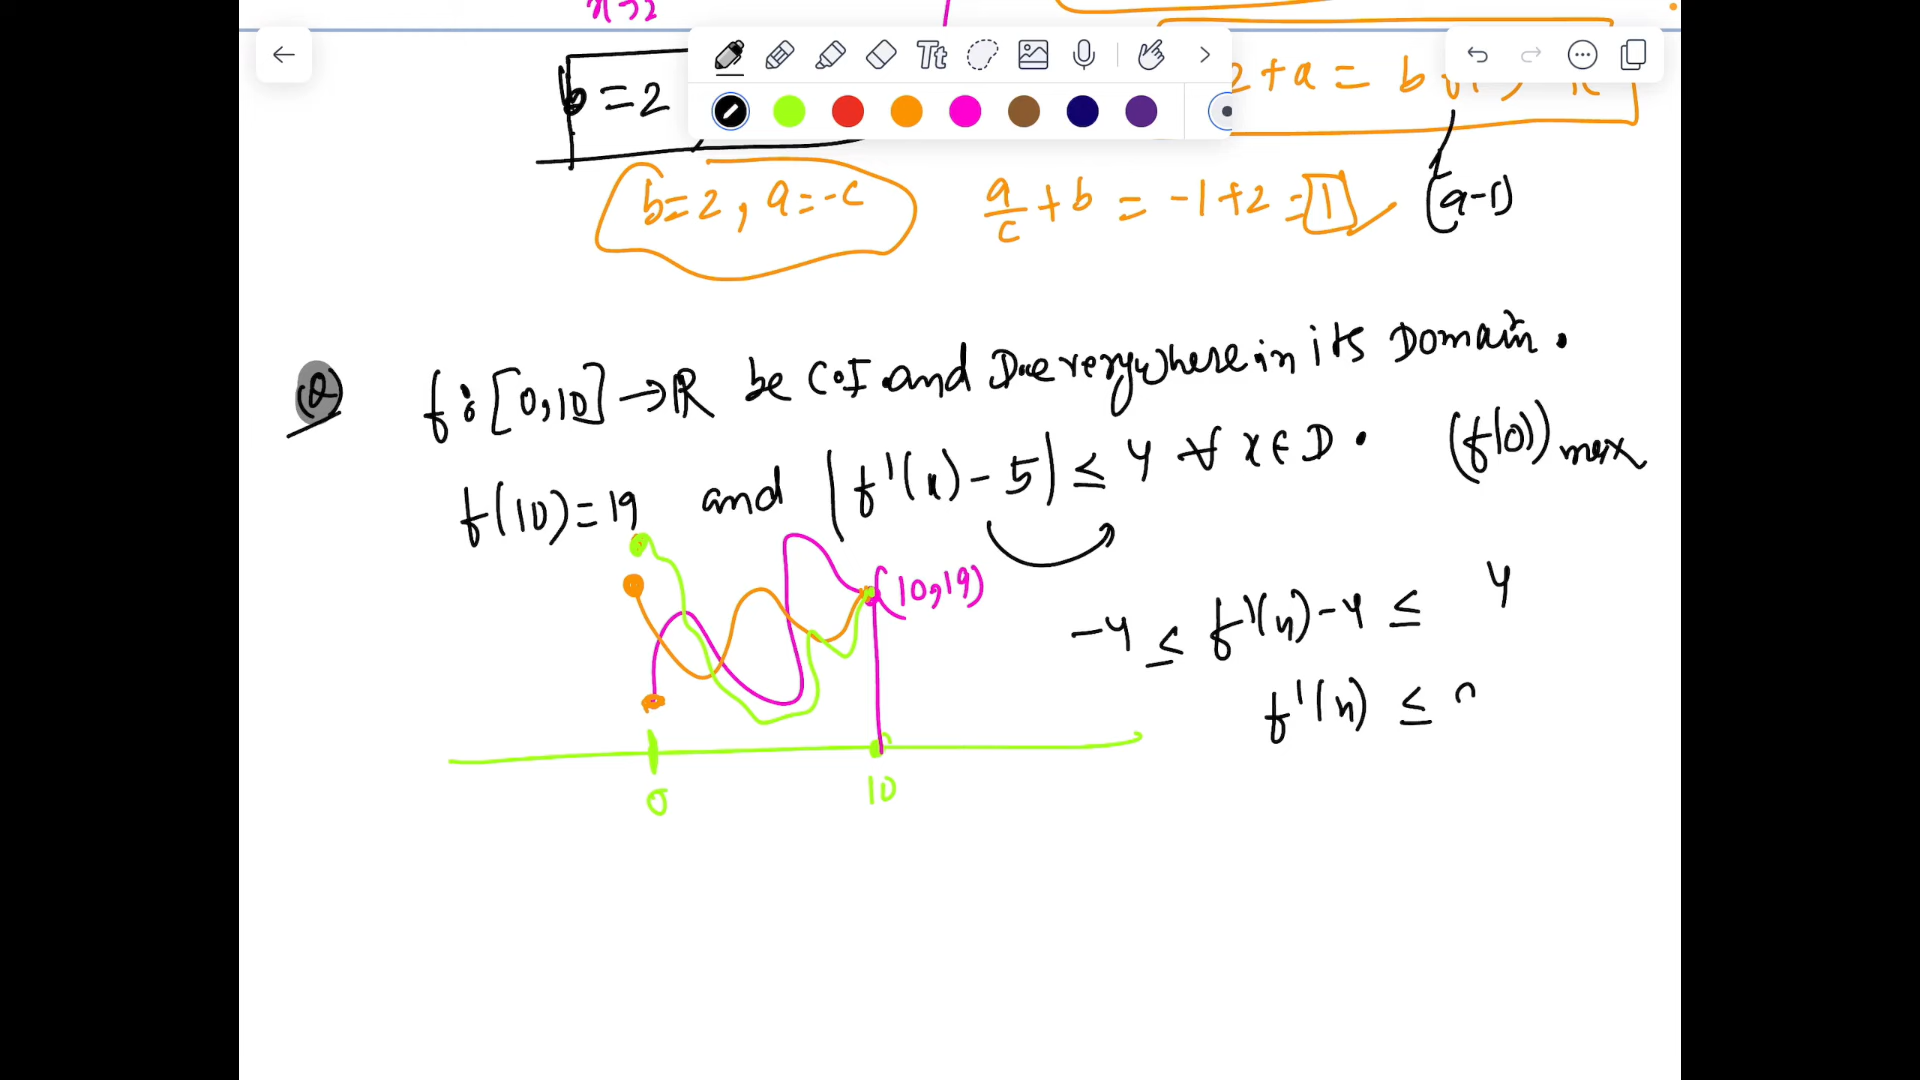 b=2
2+a = b
b=2, a=-c
a/c + b = -1+2 = 1
(a-1)
Q
f: [0,10] → R be C.I. and D. everywhere in its Domain.
f(10)=19 and |f'(x)-5| ≤ 4 ∀ x∈D. (f(0)) max
(10,19)
-4 ≤ f'(x)-4 ≤ 4
f'(x) ≤
0
10
Tt